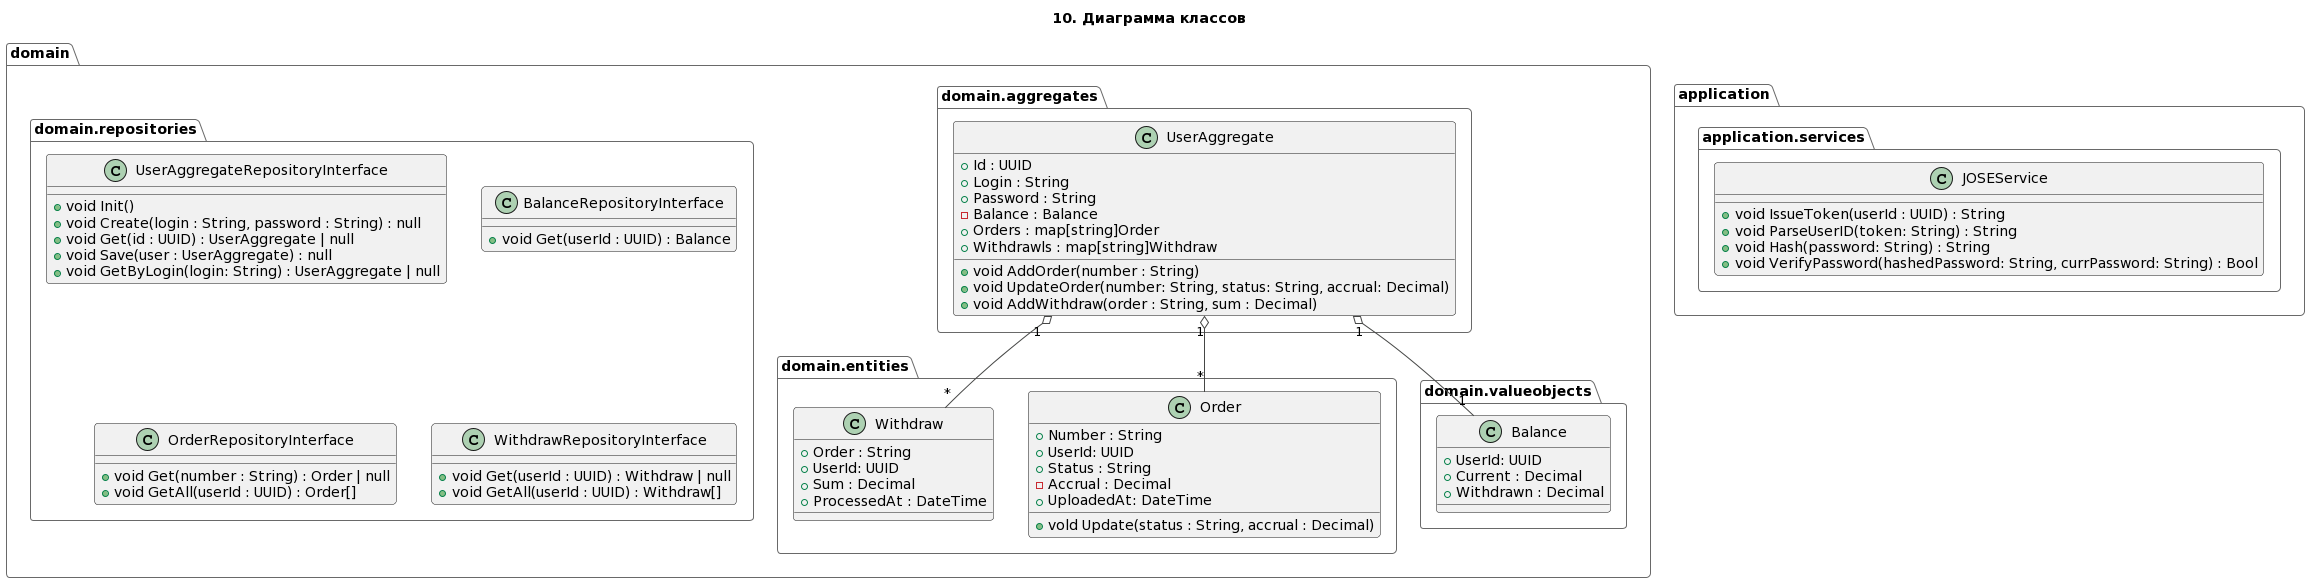 10. Диаграмма классов
domain
domain.repositories
UserAggregateRepositoryInterface
void Init()
void Create(login : String, password : String) : null
void Get(id : UUID) : UserAggregate | null
void Save(user : UserAggregate) : null
void GetByLogin(login: String) : UserAggregate | null
BalanceRepositoryInterface
void Get(userId : UUID) : Balance
OrderRepositoryInterface
void Get(number : String) : Order | null
void GetAll(userId : UUID) : Order[]
WithdrawRepositoryInterface
void Get(userId : UUID) : Withdraw | null
void GetAll(userId : UUID) : Withdraw[]
domain.aggregates
UserAggregate
Id : UUID
Login : String
Password : String
Balance : Balance
Orders : map[string]Order
Withdrawls : map[string]Withdraw
void AddOrder(number : String)
void UpdateOrder(number: String, status: String, accrual: Decimal)
void AddWithdraw(order : String, sum : Decimal)
1
1
1
*
*
1
domain.entities
Withdraw
Order : String
UserId: UUID
Sum : Decimal
ProcessedAt : DateTime
Order
Number : String
UserId: UUID
Status : String
Accrual : Decimal
UploadedAt: DateTime
void Update(status : String, accrual : Decimal)
domain.valueobjects
Balance
UserId: UUID
Current : Decimal
Withdrawn : Decimal
application
application.services
JOSEService
void IssueToken(userId : UUID) : String
void ParseUserID(token: String) : String
void Hash(password: String) : String
void VerifyPassword(hashedPassword: String, currPassword: String) : Bool